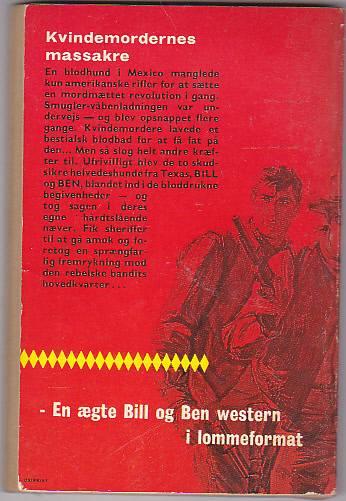 Kvindemordernes
massakre
En blodhund i Mexico manglede
kun amerikanske rifler for at sætte
en mordmættet revolution i gang.
Smugler-våbenladningen var un-
dervejs — og blev opsnappet flere
gange. Kvindemordere lavede et
bestialsk blodbad for at få fat på
den... Men så slog helt andre kræf-
ter til. Ufrivilligt blev de to skud-
sikre helvedeshunde fra Texas, BILL
og BEN, blandet ind i de bloddrukne
begivenheder — og
tog sagen i deres
egne hårdtslående
næver. Fik sheriffer
til at gå amok og fo-
retog en sprængfar-
lig fremrykning mod
den rebelske bandits
hovedkvarter...
- En ægte Bill og Ben western
i lommeformat